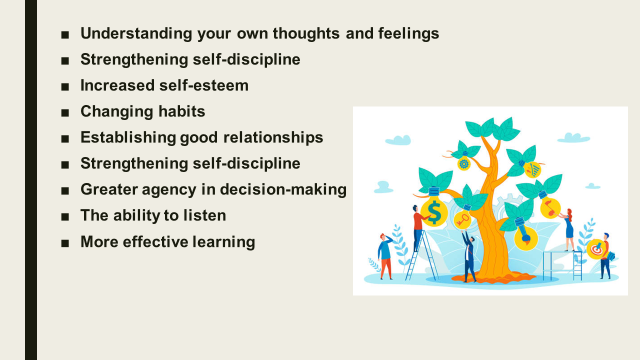 ■ Understanding your own thoughts and feelings
■ Strengthening self-discipline
■ Increased self-esteem
■ Changing habits
■ Establishing good relationships
■ Strengthening self-discipline
■ Greater agency in decision-making
■ The ability to listen
■ More effective learning
$